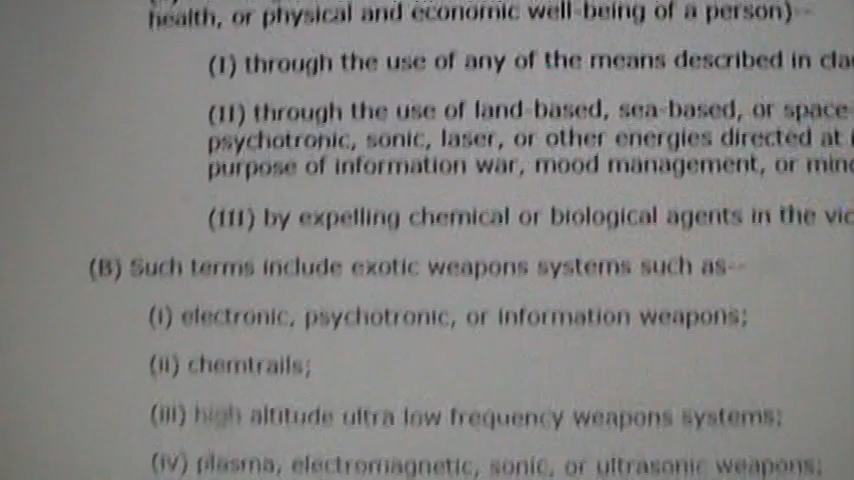 health, or physical and economic well-being of a person)--
(I) through the use of any of the means described in
(II) through the use of land-based, sea-based, or space
psychotronic, sonic, laser, or other energies directed at
purpose of information war, mood management, or
(III) by expelling chemical or biological agents in the
(B) Such terms include exotic weapons systems such as--
(i) electronic, psychotronic, or information weapons;
(ii) chemtrails;
(iii) high altitude ultra low frequency weapons systems;
(iv) plasma, electromagnetic, sonic, or ultrasonic weapons;